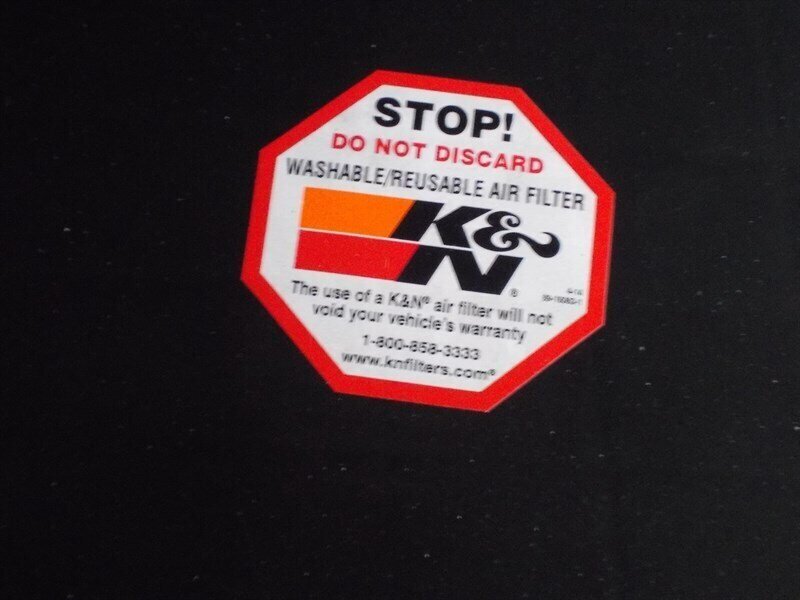 STOP!
DO NOT DISCARD
WASHABLE/REUSABLE AIR FILTER
K&N®
The use of a K&N® air filter will not
void your vehicle's warranty
1-800-858-3333
www.knfilters.com®